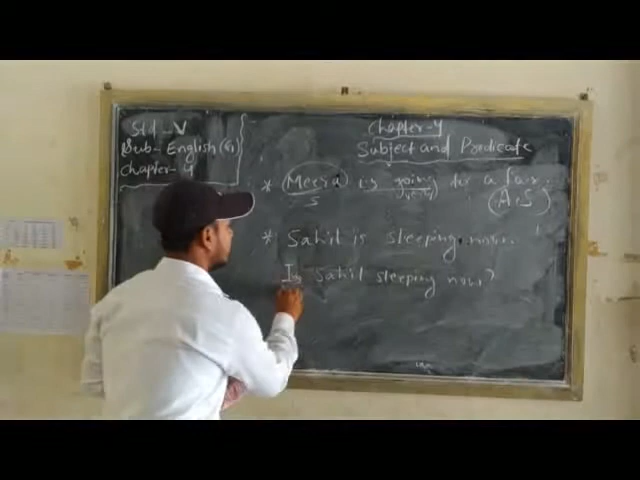 Std - V
Sub - English (G)
Chapter - 4
Chapter-4
Subject and Predicate
* Meera is going for a fair.
S
(A.S)
* Sahil is sleeping now.
Is Sahil sleeping now?